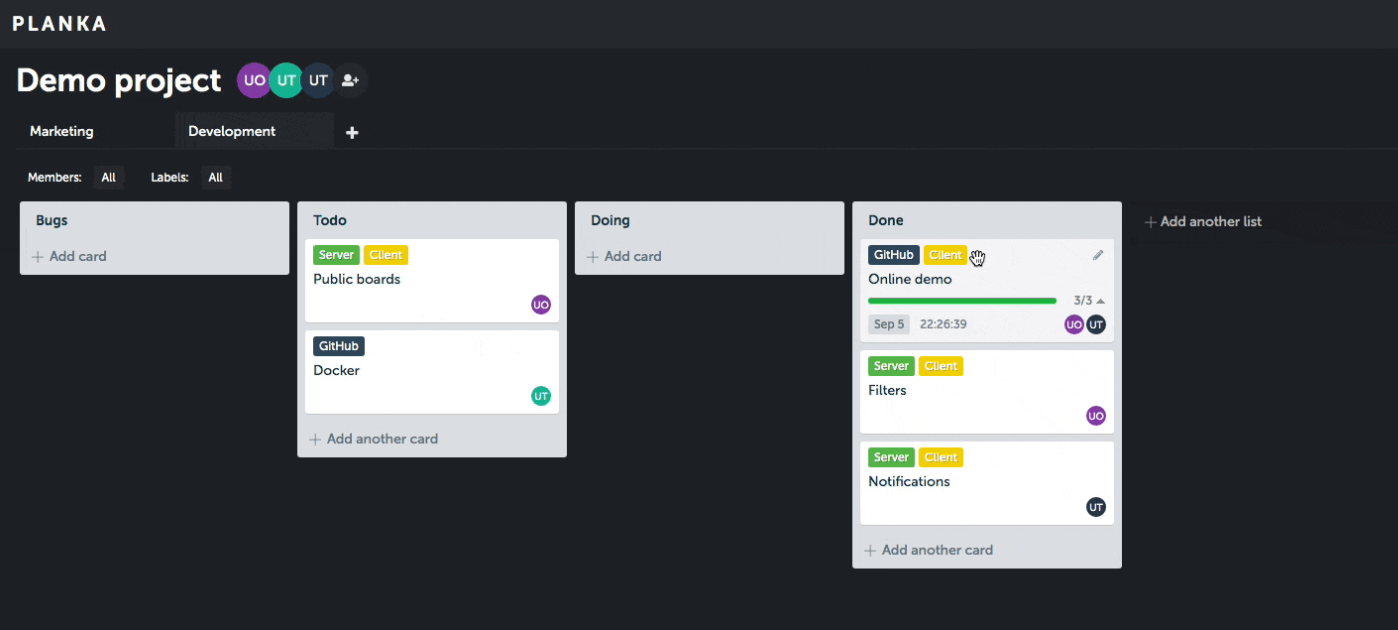 PLANKA
Demo project UO UT UT
Marketing Development
Members: All Labels: All
Bugs
Add card
Todo
Server Client
Public boards
UO
GitHub
Docker
UT
Add another card
Doing
Add card
Done
GitHub Client
Online demo
3/3
Sep 5 22:26:39 UO UT
Server Client
Filters
UO
Server Client
Notifications
UT
Add another card
Add another list